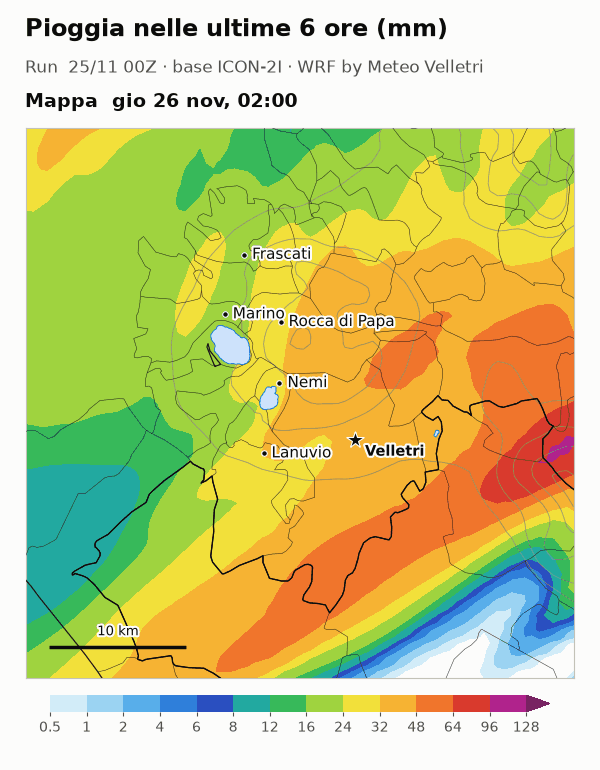 Pioggia nelle ultime 6 ore (mm)
Run  25/11 00Z · base ICON-2I · WRF by Meteo Velletri
Mappa  gio 26 nov, 02:00
Frascati
Marino
Rocca di Papa
Nemi
Velletri
Lanuvio
10 km
0.5 1 2 4 6 8 12 16 24 32 48 64 96 128